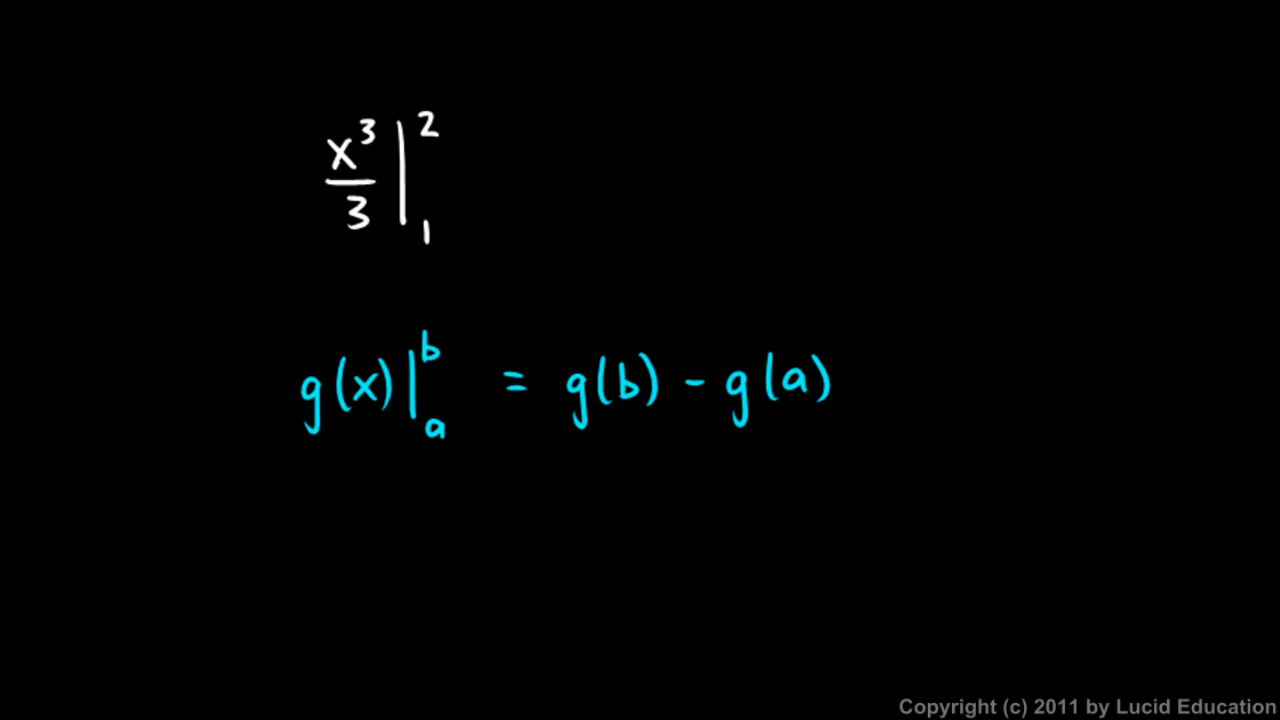 x³/3 |₁²
g(x)|ₐᵇ = g(b) - g(a)
Copyright (c) 2011 by Lucid Education